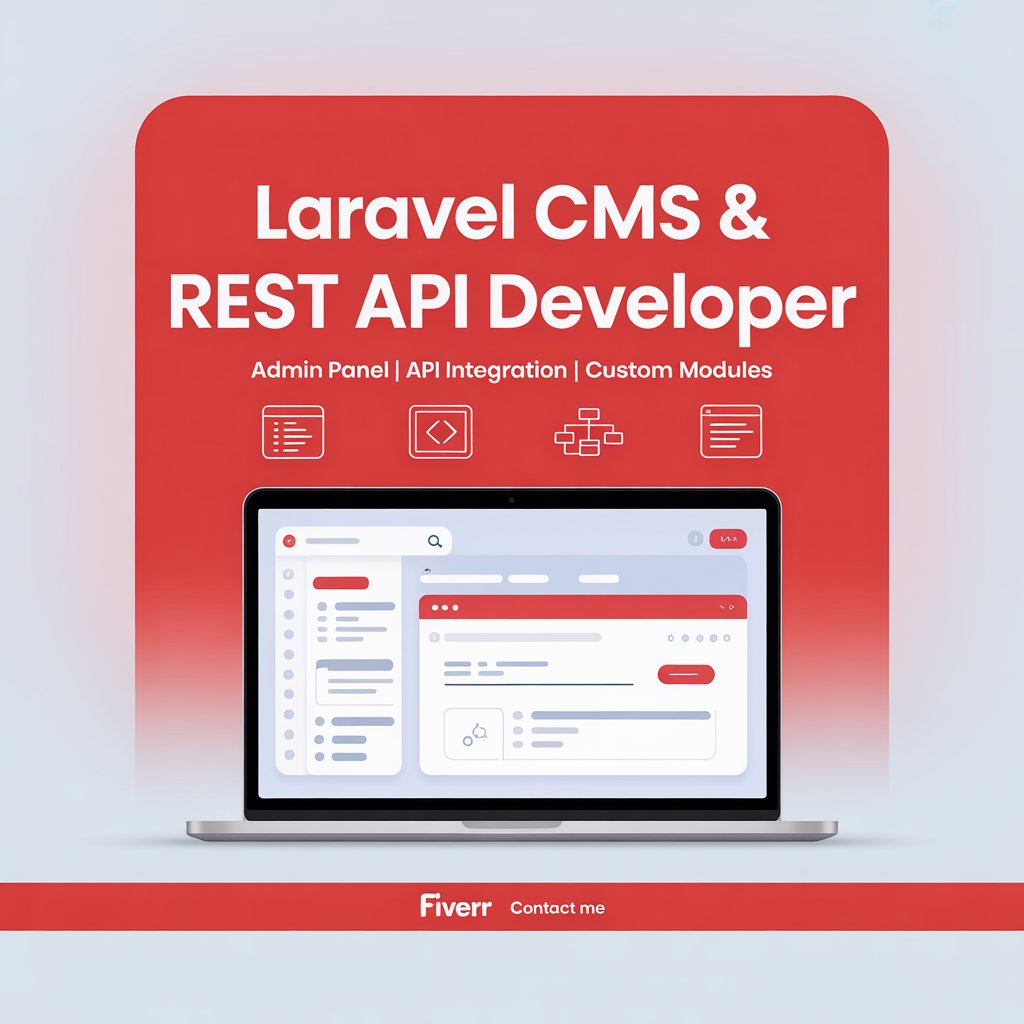 Laravel CMS &
REST API Developer
Admin Panel | API Integration | Custom Modules
Fiverr Contact me